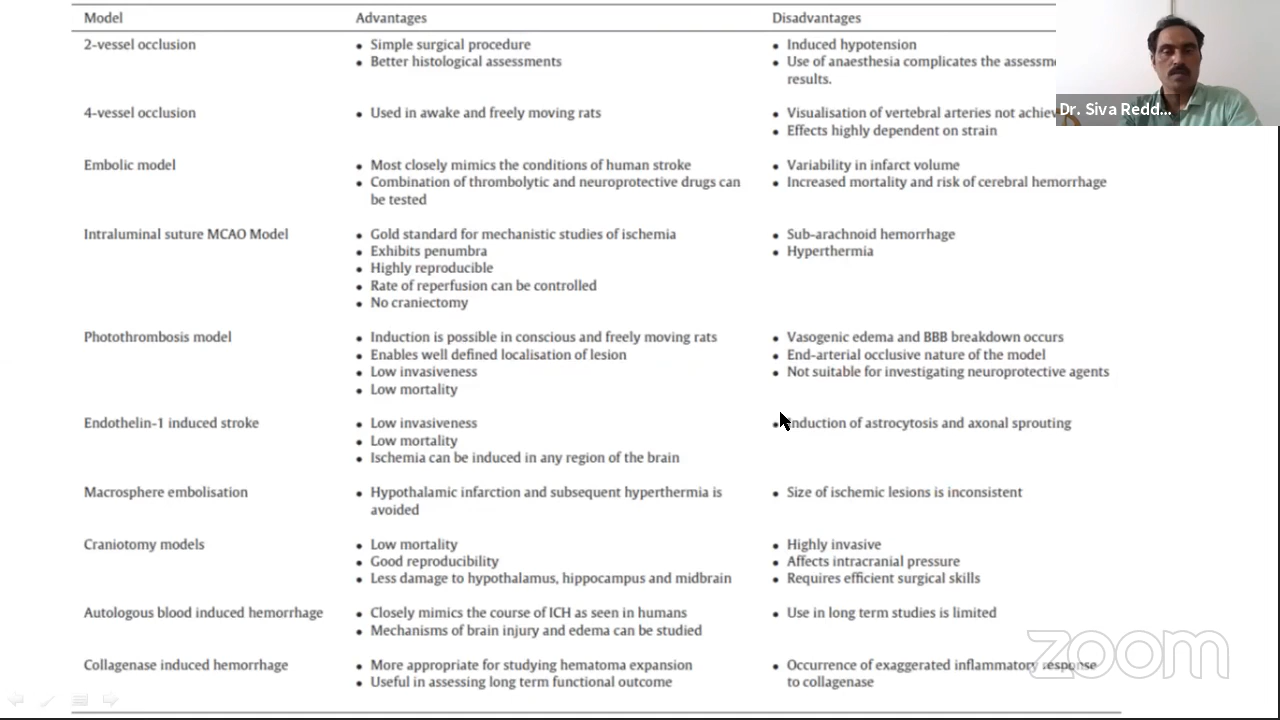 Model Advantages Disadvantages
2-vessel occlusion
• Simple surgical procedure
• Better histological assessments
• Induced hypotension
• Use of anaesthesia complicates the
results.
4-vessel occlusion
• Used in awake and freely moving rats
• Visualisation of vertebral arteries not
• Effects highly dependent on strain
Embolic model
• Most closely mimics the conditions of human stroke
• Combination of thrombolytic and neuroprotective drugs can
be tested
• Variability in infarct volume
• Increased mortality and risk of cerebral hemorrhage
Intraluminal suture MCAO Model
• Gold standard for mechanistic studies of ischemia
• Exhibits penumbra
• Highly reproducible
• Rate of reperfusion can be controlled
• No craniectomy
• Sub-arachnoid hemorrhage
• Hyperthermia
Photothrombosis model
• Induction is possible in conscious and freely moving rats
• Enables well defined localisation of lesion
• Low invasiveness
• Low mortality
• Vasogenic edema and BBB breakdown occurs
• End-arterial occlusive nature of the model
• Not suitable for investigating neuroprotective agents
Endothelin-1 induced stroke
• Low invasiveness
• Low mortality
• Ischemia can be induced in any region of the brain
• Induction of astrocytosis and axonal sprouting
Macrosphere embolisation
• Hypothalamic infarction and subsequent hyperthermia is
avoided
• Size of ischemic lesions is inconsistent
Craniotomy models
• Low mortality
• Good reproducibility
• Less damage to hypothalamus, hippocampus and midbrain
• Highly invasive
• Affects intracranial pressure
• Requires efficient surgical skills
Autologous blood induced hemorrhage
• Closely mimics the course of ICH as seen in humans
• Mechanisms of brain injury and edema can be studied
• Use in long term studies is limited
Collagenase induced hemorrhage
• More appropriate for studying hematoma expansion
• Useful in assessing long term functional outcome
• Occurrence of exaggerated inflammatory response
to collagenase
Dr. Siva Redd...
zoom